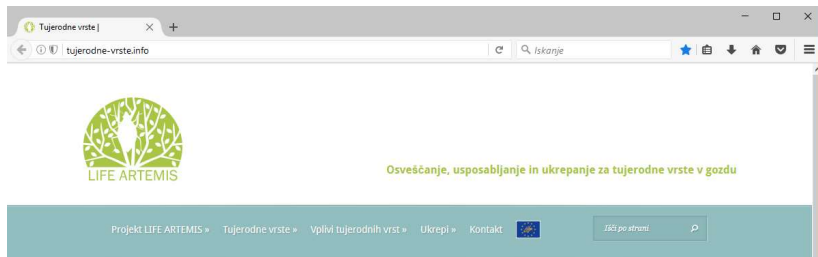 Tujerodne vrste |
tujerodne-vrste.info
Iskanje
LIFE ARTEMIS
Osveščanje, usposabljanje in ukrepanje za tujerodne vrste v gozdu
Projekt LIFE ARTEMIS » Tujerodne vrste » Vplivi tujerodnih vrst » Ukrepi » Kontakt
Išči po strani